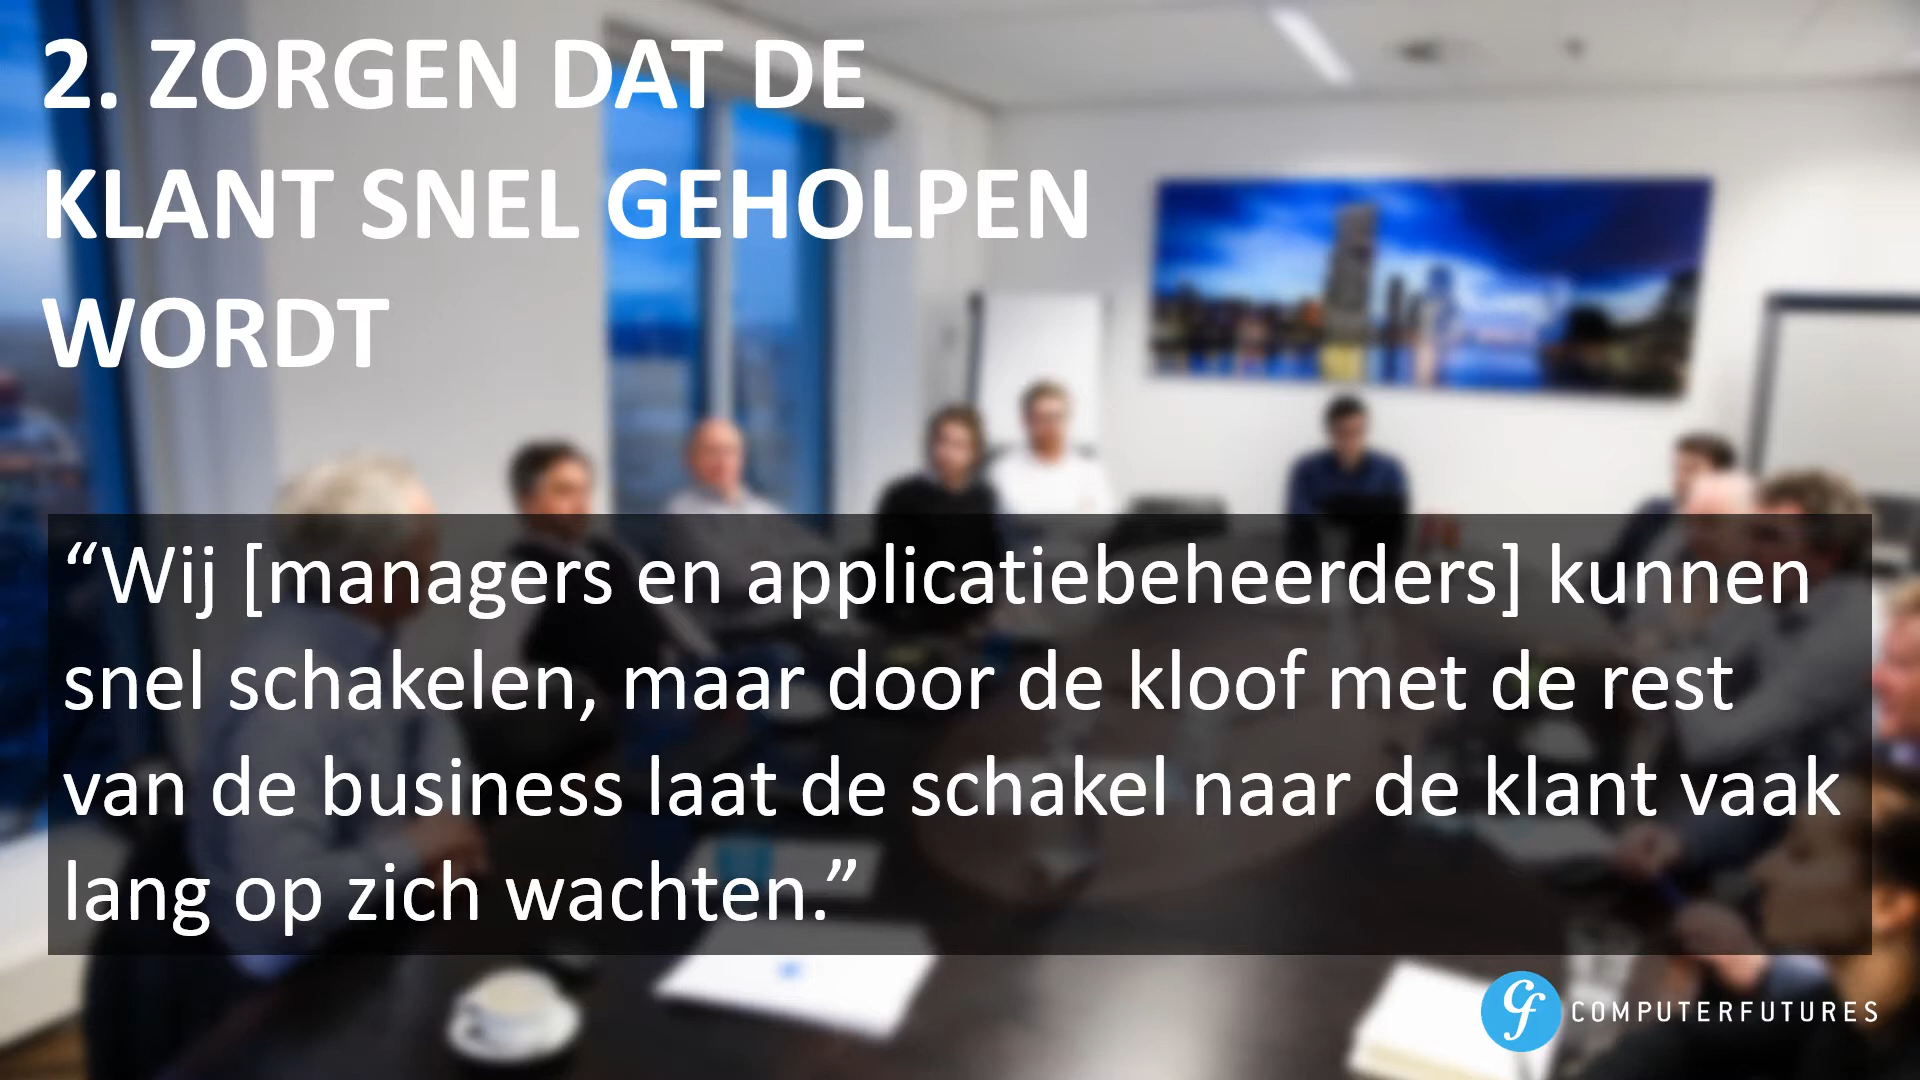 2. ZORGEN DAT DE
KLANT SNEL GEHOLPEN
WORDT
“Wij [managers en applicatiebeheerders] kunnen
snel schakelen, maar door de kloof met de rest
van de business laat de schakel naar de klant vaak
lang op zich wachten.”
cf COMPUTERFUTURES